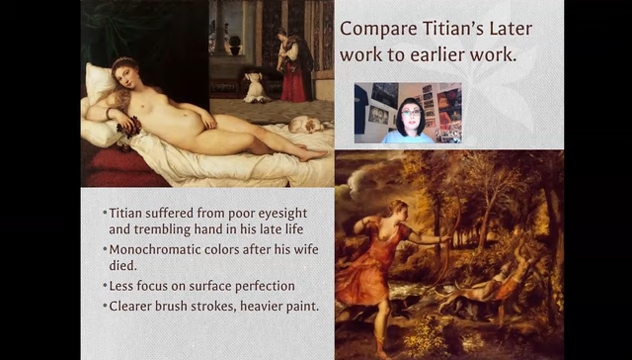 Compare Titian's Later
work to earlier work.
•Titian suffered from poor eyesight
and trembling hand in his late life
•Monochromatic colors after his wife
died.
•Less focus on surface perfection
•Clearer brush strokes, heavier paint.